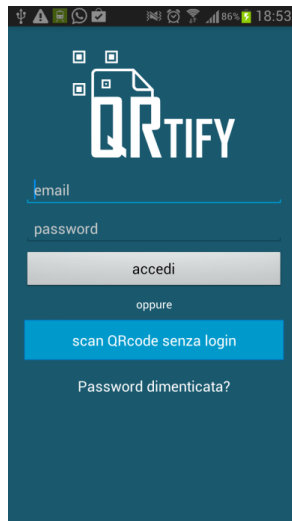 86% 18:53
QRTIFY
email
password
accedi
oppure
scan QRcode senza login
Password dimenticata?